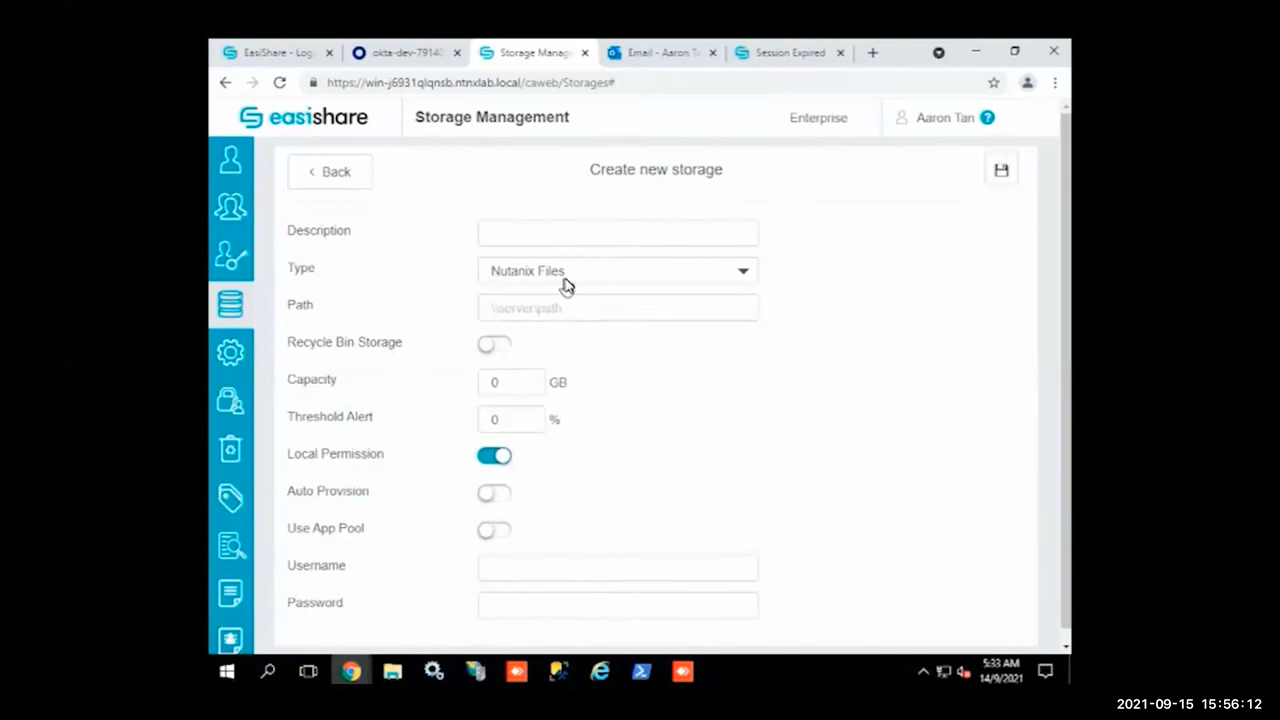 EasiShare - Log
okta-dev-79140
Storage Manag
Email - Aaron T
Session Expired
https://win-j6931qlqnsb.ntnxlab.local/caweb/Storages#
easishare
Storage Management
Enterprise
Aaron Tan ?
< Back
Create new storage
Description
Type
Nutanix Files
Path
\\server\path
Recycle Bin Storage
Capacity
0
GB
Threshold Alert
0
%
Local Permission
Auto Provision
Use App Pool
Username
Password
5:33 AM
14/9/2021
2021-09-15 15:56:12